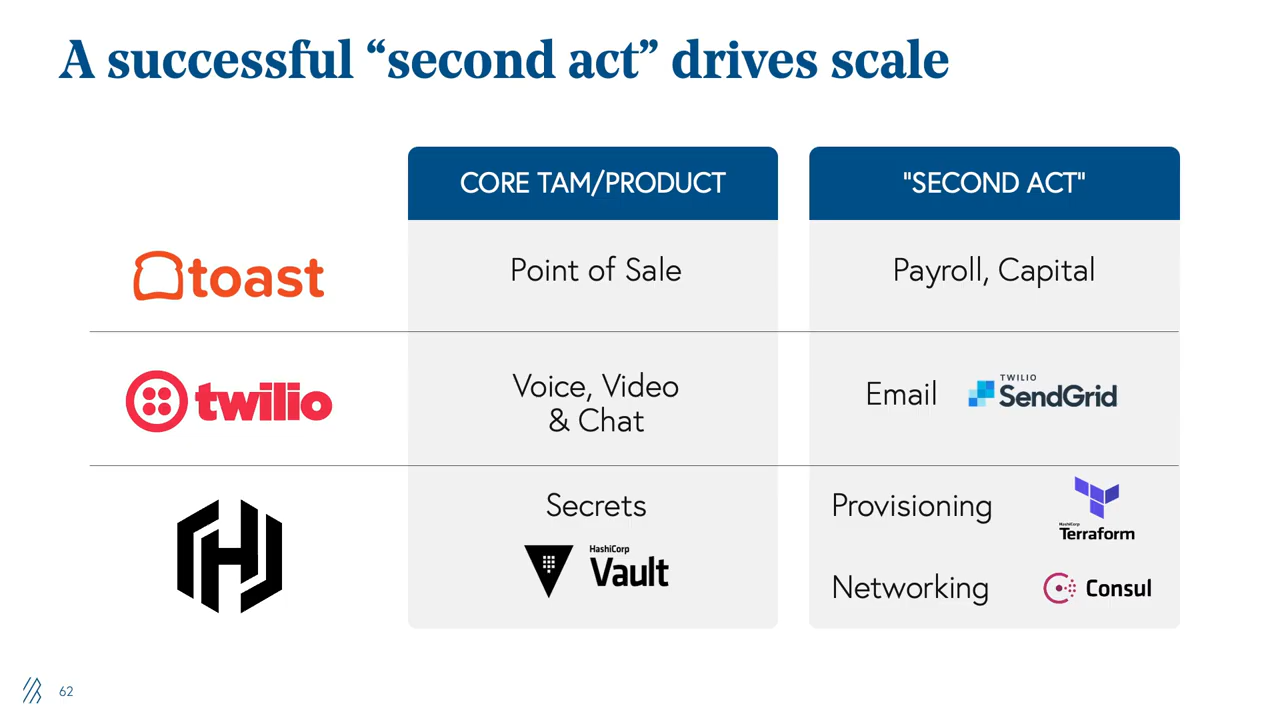 A successful “second act” drives scale
CORE TAM/PRODUCT
"SECOND ACT"
toast
Point of Sale
Payroll, Capital
twilio
Voice, Video
& Chat
Email
TWILIO
SendGrid
Secrets
HashiCorp
Vault
Provisioning
HashiCorp
Terraform
Networking
Consul
62